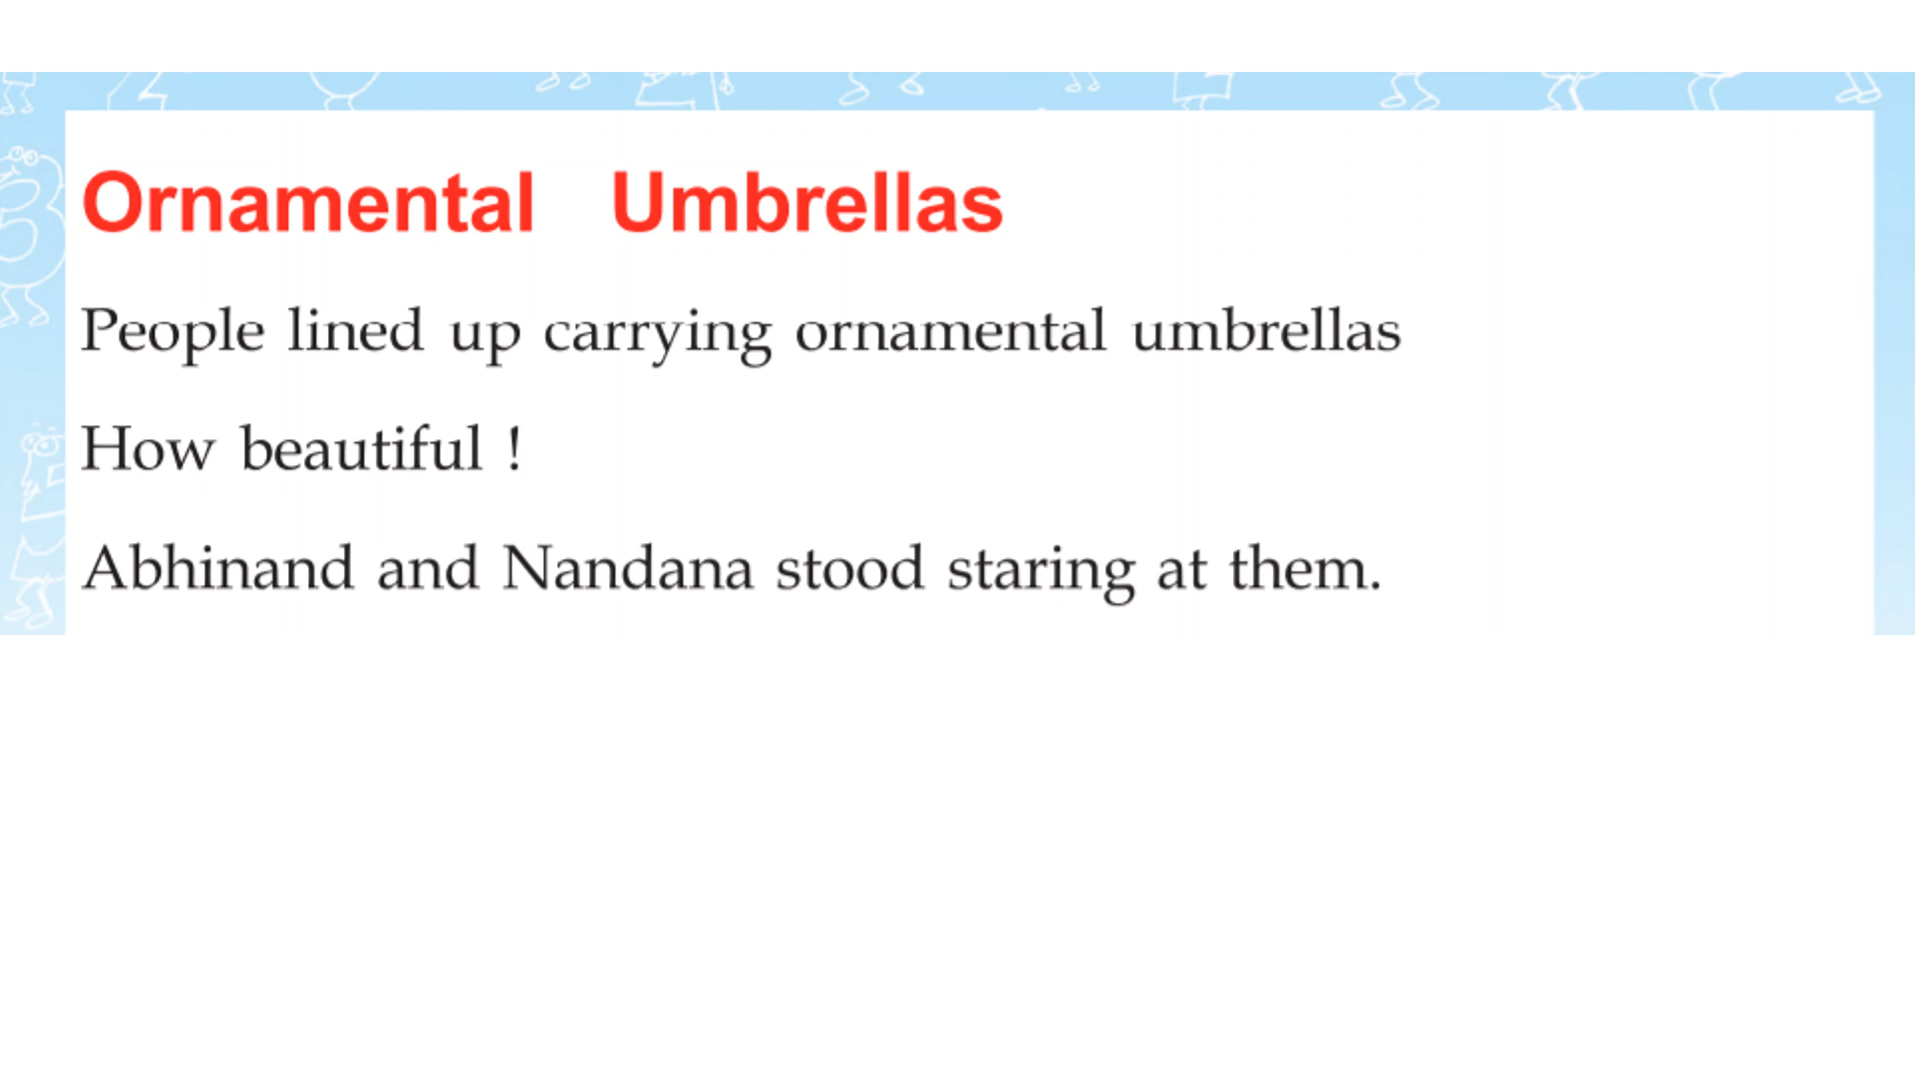 Ornamental Umbrellas
People lined up carrying ornamental umbrellas
How beautiful !
Abhinand and Nandana stood staring at them.